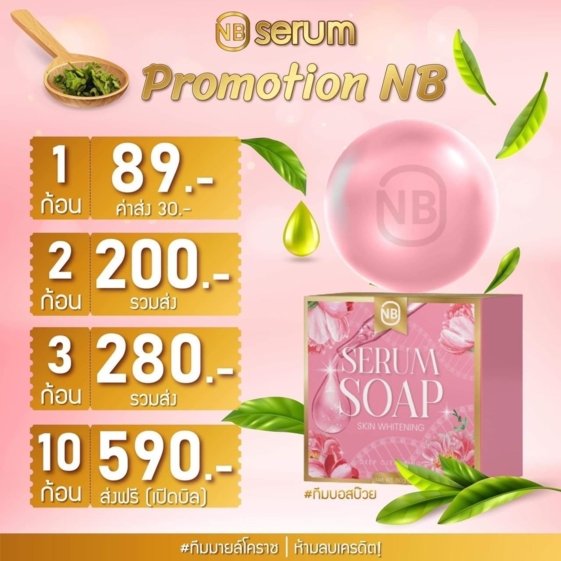 NB serum
Promotion NB
1 ก้อน
89.-
ค่าส่ง 30.-
2 ก้อน
200.-
รวมส่ง
3 ก้อน
280.-
รวมส่ง
10 ก้อน
590.-
ส่งฟรี (เปิดบิล)
NB
NB
SERUM
SOAP
SKIN WHITENING
#ทีมบอสป๊วย
#ทีมมายล์โคราช | ห้ามลบเครดิต!